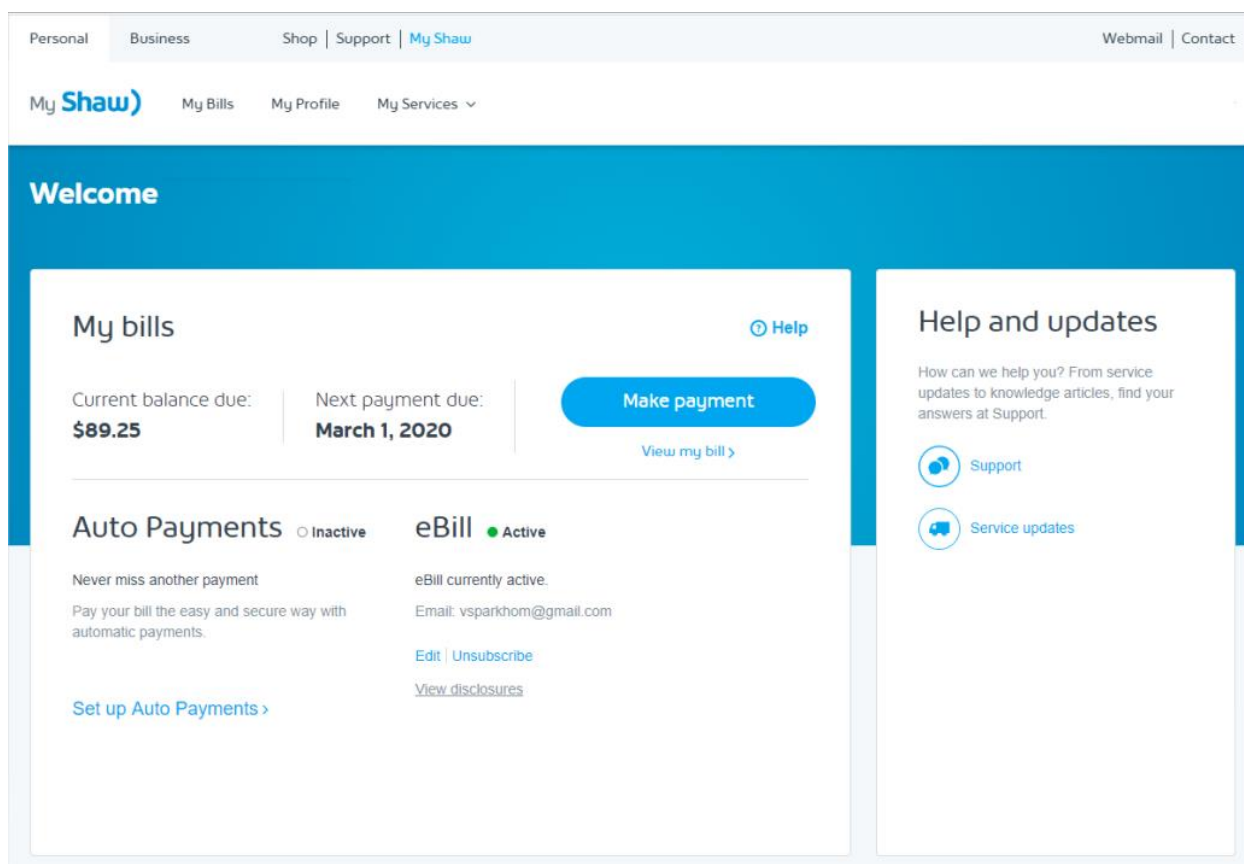 Personal Business Shop | Support | My Shaw Webmail | Contact
My Shaw) My Bills My Profile My Services
Welcome
My bills
? Help
Current balance due:
$89.25
Next payment due:
March 1, 2020
Make payment
View my bill >
Auto Payments Inactive
Never miss another payment
Pay your bill the easy and secure way with
automatic payments.
Set up Auto Payments >
eBill Active
eBill currently active.
Email: vsparkhom@gmail.com
Edit | Unsubscribe
View disclosures
Help and updates
How can we help you? From service
updates to knowledge articles, find your
answers at Support.
Support
Service updates